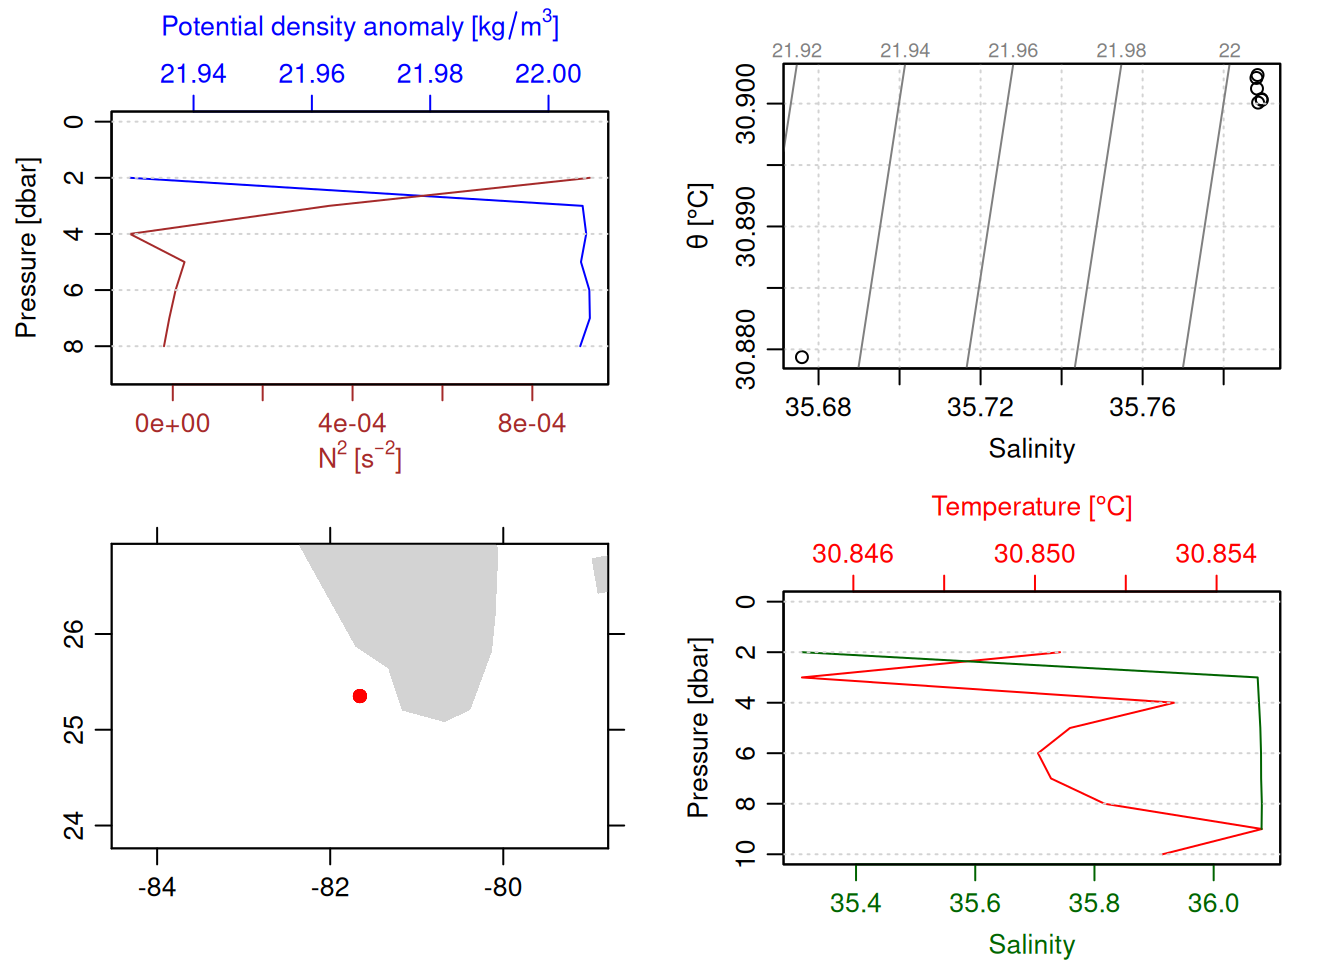 Potential density anomaly [kg/m³]
21.94 21.96 21.98 22.00
0
2
4
6
8
Pressure [dbar]
0e+00 4e-04 8e-04
N² [s⁻²]
21.92 21.94 21.96 21.98 22
30.900
30.890
30.880
θ [°C]
35.68 35.72 35.76
Salinity
26
25
24
-84 -82 -80
Temperature [°C]
30.846 30.850 30.854
0
2
4
6
8
10
Pressure [dbar]
35.4 35.6 35.8 36.0
Salinity